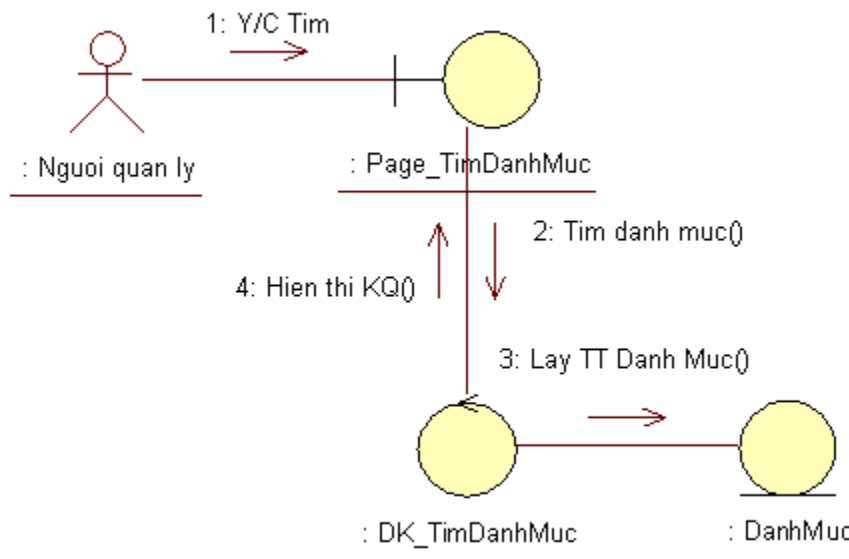 1: Y/C Tim
: Nguoi quan ly
: Page_TimDanhMuc
2: Tim danh muc()
4: Hien thi KQ()
3: Lay TT Danh Muc()
: DK_TimDanhMuc
: DanhMuc